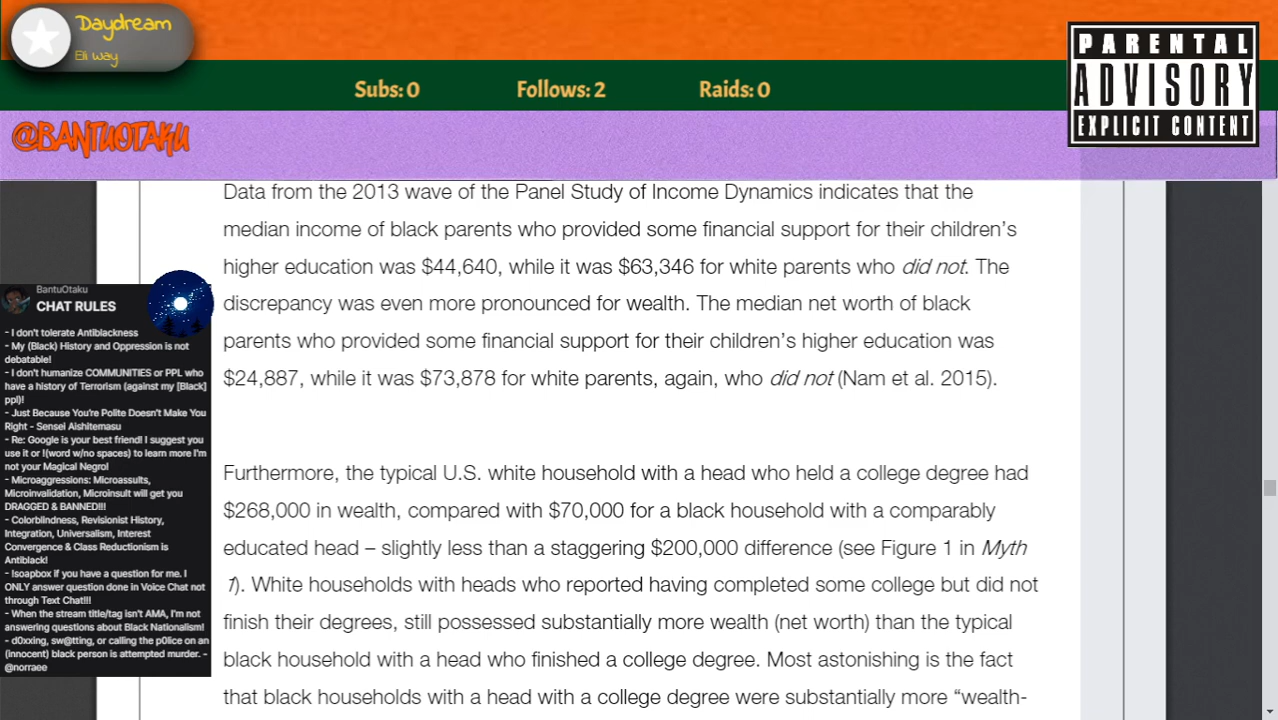 Daydream
Eli Way
Subs: 0
Follows: 2
Raids: 0
PARENTAL
ADVISORY
EXPLICIT CONTENT
@BANTUOTAKU
Data from the 2013 wave of the Panel Study of Income Dynamics indicates that the
median income of black parents who provided some financial support for their children's
higher education was $44,640, while it was $63,346 for white parents who did not. The
discrepancy was even more pronounced for wealth. The median net worth of black
parents who provided some financial support for their children's higher education was
$24,887, while it was $73,878 for white parents, again, who did not (Nam et al. 2015).
Furthermore, the typical U.S. white household with a head who held a college degree had
$268,000 in wealth, compared with $70,000 for a black household with a comparably
educated head – slightly less than a staggering $200,000 difference (see Figure 1 in Myth
1). White households with heads who reported having completed some college but did not
finish their degrees, still possessed substantially more wealth (net worth) than the typical
black household with a head who finished a college degree. Most astonishing is the fact
that black households with a head with a college degree were substantially more “wealth-
BantuOtaku
CHAT RULES
- I don't tolerate Antiblackness
- My (Black) History and Oppression is not
debatable!
- I don't humanize COMMUNITIES or PPL who
have a history of Terrorism (against my [Black]
ppl)!
- Just Because You're Polite Doesn't Make You
Right - Sensei Aishitemasu
- Re: Google is your best friend! I suggest you
use it or !(word w/no spaces) to learn more I'm
not your Magical Negro!
- Microaggressions: Microassults,
Microinvalidation, Microinsult will get you
DRAGGED & BANNED!!!
- Colorblindness, Revisionist History,
Integration, Universalism, Interest
Convergence & Class Reductionism is
Antiblack!
- !soapbox if you have a question for me. I
ONLY answer question done in Voice Chat not
through Text Chat!!!
- When the stream title/tag isn't AMA, I'm not
answering questions about Black Nationalism!
- d0xxing, sw@tting, or calling the p0lice on an
(innocent) black person is attempted murder. -
@norraee